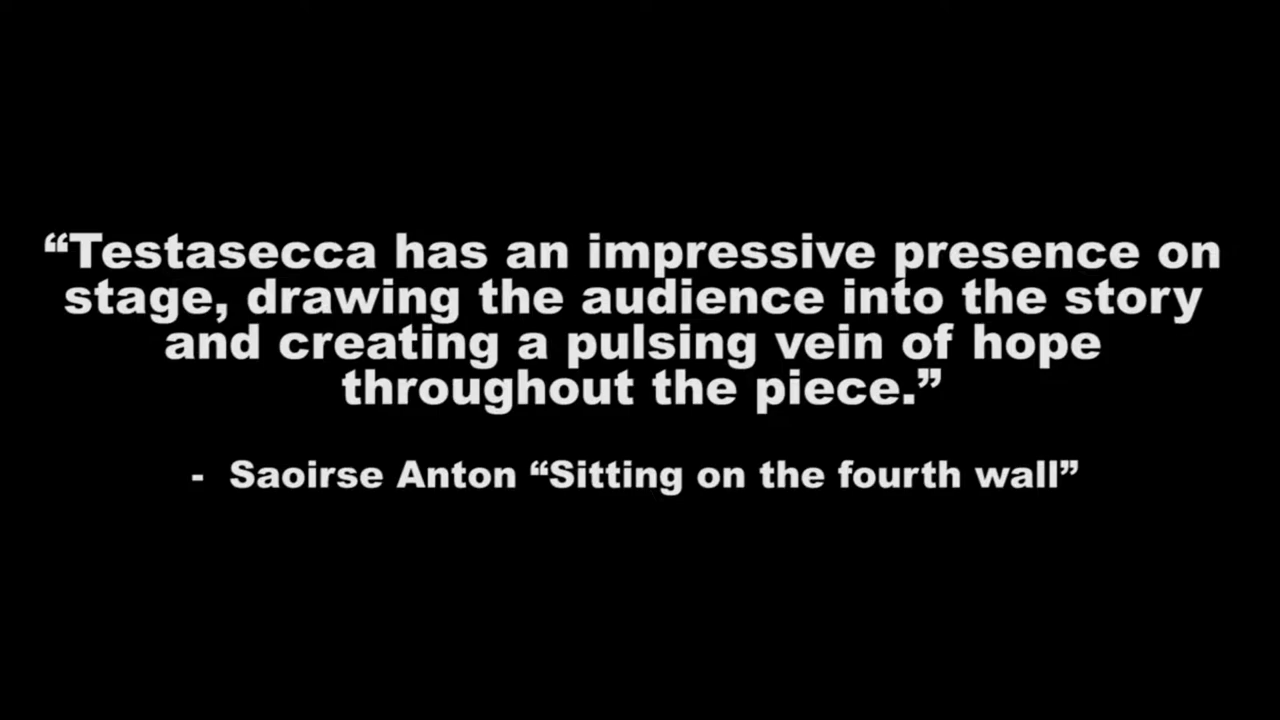 “Testasecca has an impressive presence on
stage, drawing the audience into the story
and creating a pulsing vein of hope
throughout the piece.”
- Saoirse Anton “Sitting on the fourth wall”